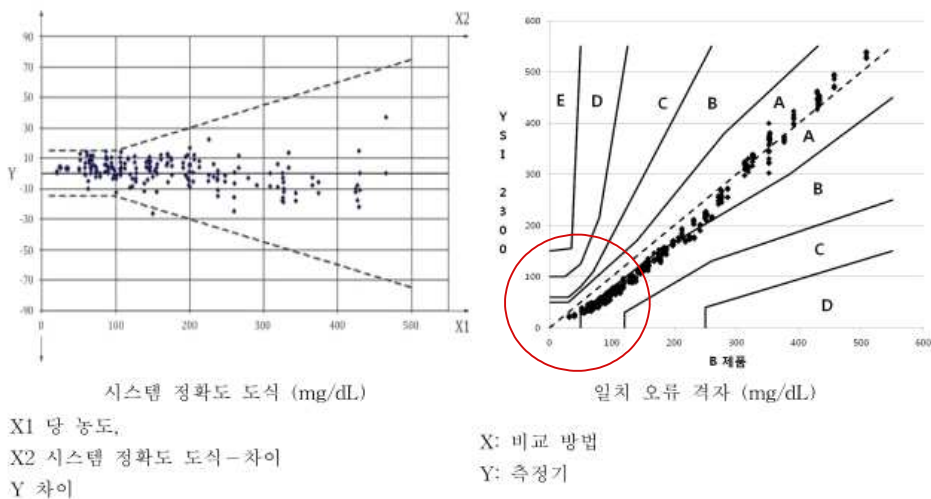 X2
90
70
50
30
10
Y
-10
-30
-50
-70
-90
0
100
200
300
400
500
X1
시스템 정확도 도식 (mg/dL)
X1 당 농도,
X2 시스템 정확도 도식-차이
Y 차이
600
500
400
300
200
100
0
YSI 2300
E
D
C
B
A
A
B
C
D
0
100
200
300
400
500
600
B 제품
일치 오류 격자 (mg/dL)
X: 비교 방법
Y: 측정기